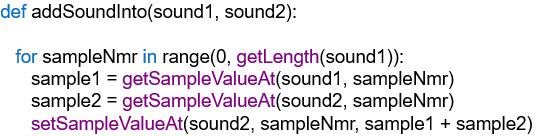 def addSoundInto(sound1, sound2):
for sampleNmr in range(0, getLength(sound1)):
sample1 = getSampleValueAt(sound1, sampleNmr)
sample2 = getSampleValueAt(sound2, sampleNmr)
setSampleValueAt(sound2, sampleNmr, sample1 + sample2)